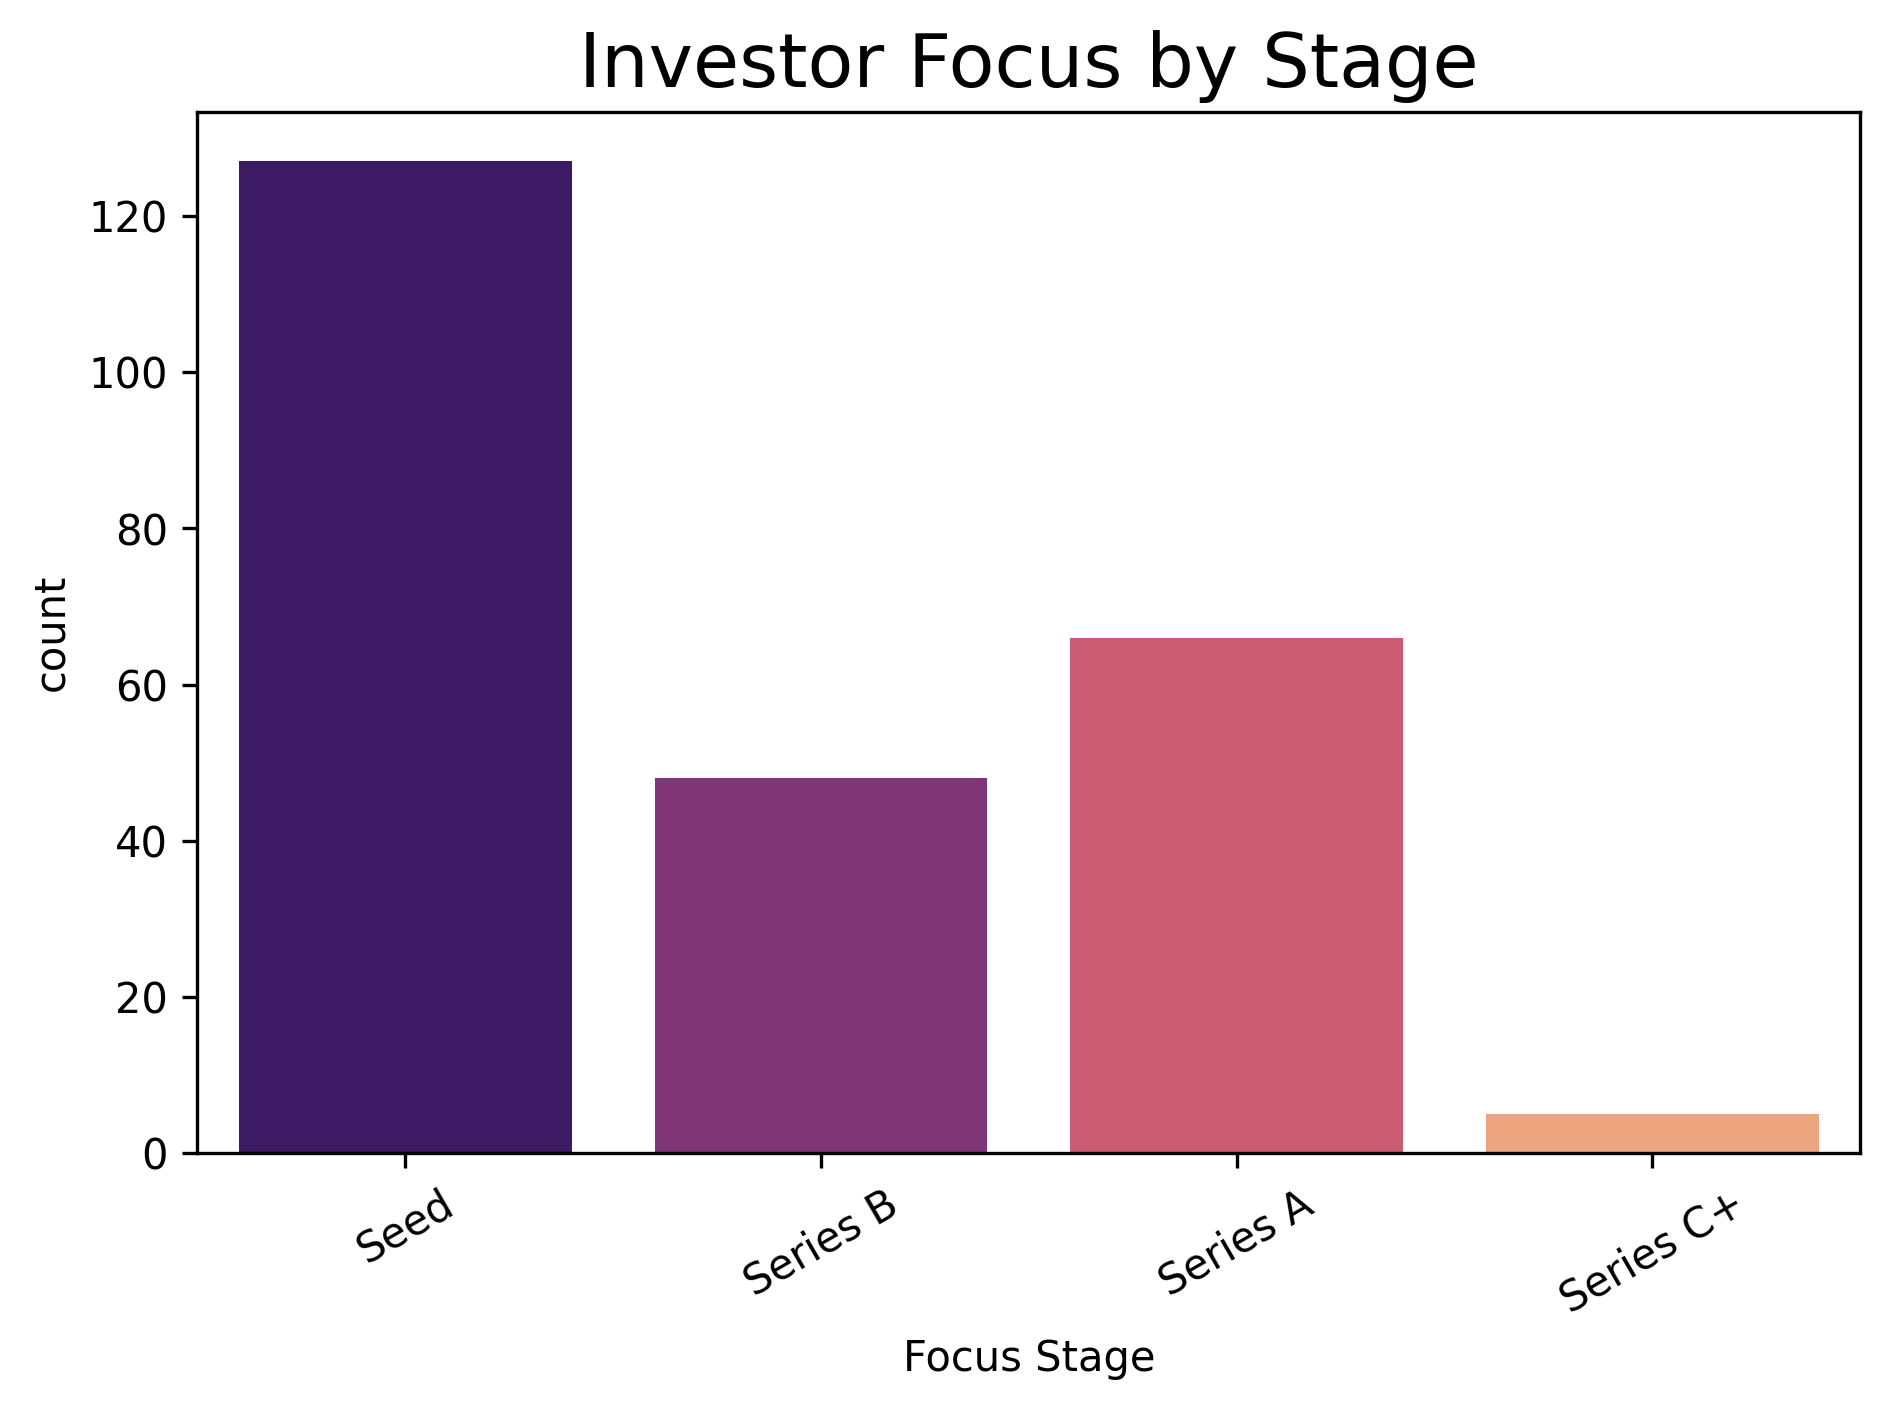 Investor Focus by Stage
120
100
80
60
40
20
0
count
Seed
Series B
Series A
Series C+
Focus Stage